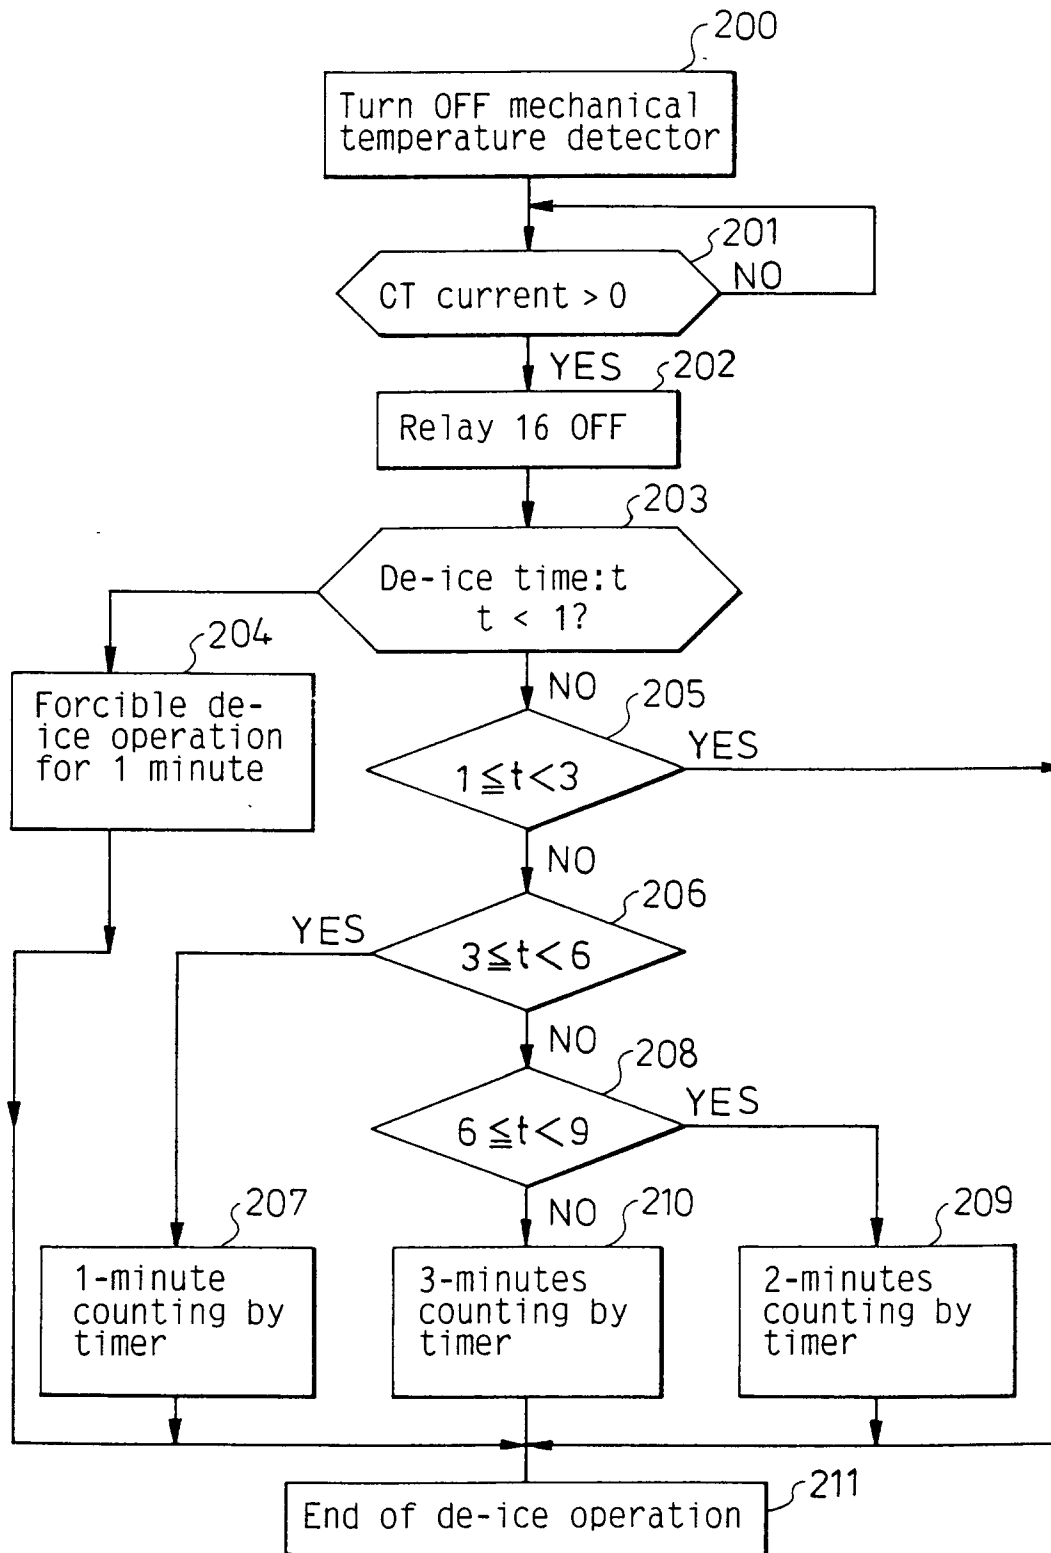 200
Turn OFF mechanical
temperature detector
201
CT current > 0
NO
YES
202
Relay 16 OFF
203
De-ice time:t
t < 1?
204
Forcible de-
ice operation
for 1 minute
NO
205
1 ≦ t < 3
YES
NO
206
YES
3 ≦ t < 6
NO
208
6 ≦ t < 9
YES
207
1-minute
counting by
timer
NO
210
3-minutes
counting by
timer
209
2-minutes
counting by
timer
211
End of de-ice operation